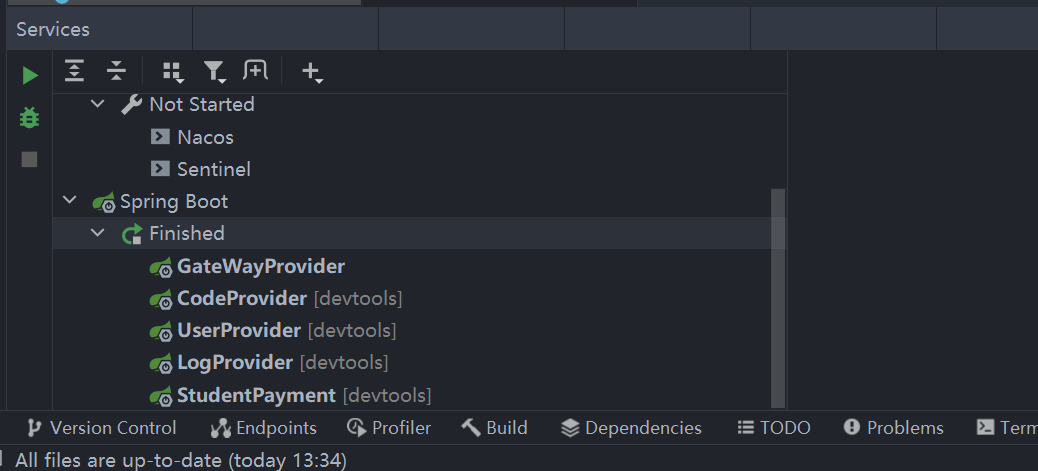 Services
Not Started
Nacos
Sentinel
Spring Boot
Finished
GateWayProvider
CodeProvider [devtools]
UserProvider [devtools]
LogProvider [devtools]
StudentPayment [devtools]
Version Control Endpoints Profiler Build Dependencies TODO Problems Term
All files are up-to-date (today 13:34)